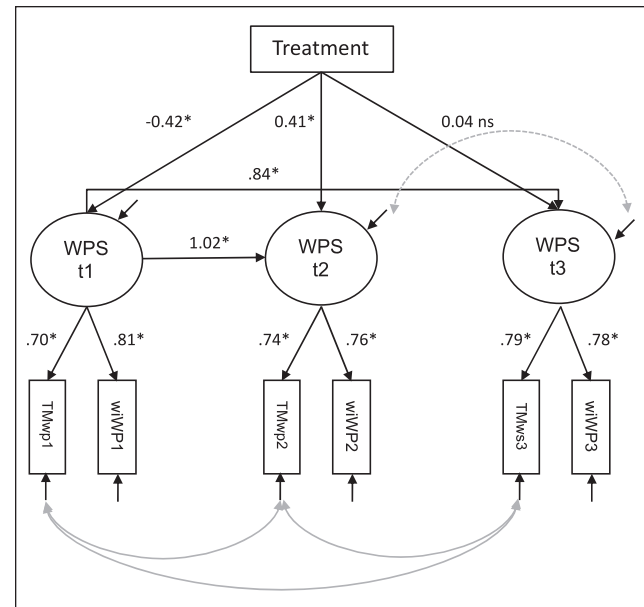 Treatment
-0.42*
0.41*
0.04 ns
.84*
WPS
t1
1.02*
WPS
t2
WPS
t3
.70*
.81*
.74*
.76*
.79*
.78*
TMwp1
wiWP1
TMwp2
wiWP2
TMws3
wiWP3